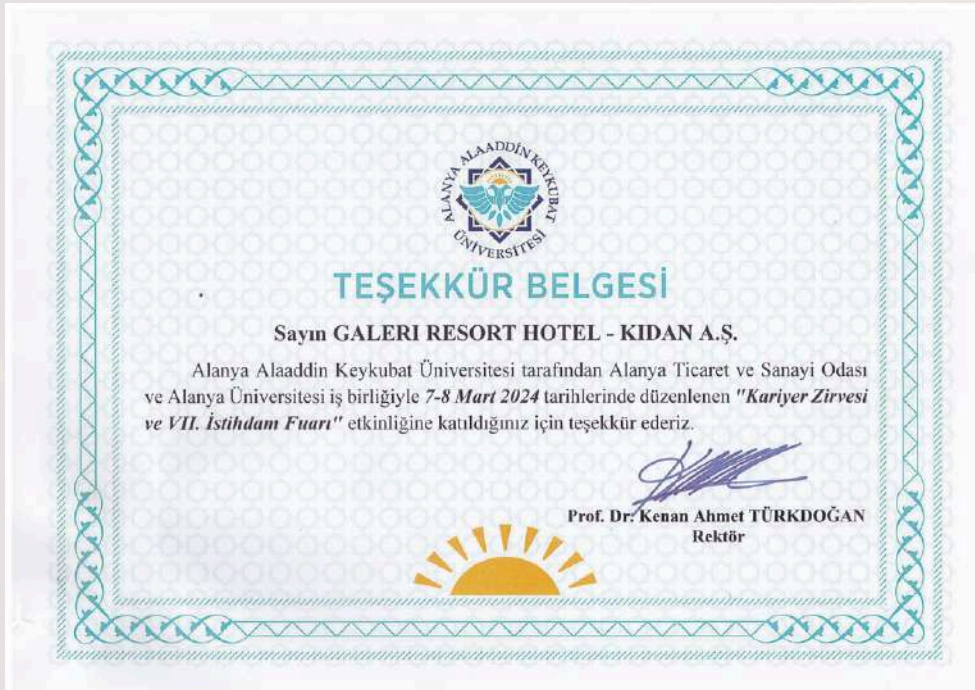 ALANYA ALAADDİN KEYKUBAT ÜNİVERSİTESİ
TEŞEKKÜR BELGESİ
Sayın GALERI RESORT HOTEL - KIDAN A.Ş.
Alanya Alaaddin Keykubat Üniversitesi tarafından Alanya Ticaret ve Sanayi Odası
ve Alanya Üniversitesi iş birliğiyle 7-8 Mart 2024 tarihlerinde düzenlenen "Kariyer Zirvesi
ve VII. İstihdam Fuarı" etkinliğine katıldığınız için teşekkür ederiz.
Prof. Dr. Kenan Ahmet TÜRKDOĞAN
Rektör